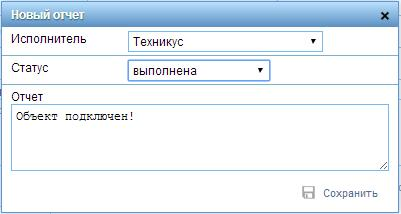 Новый отчет
Исполнитель Техникус
Статус выполнена
Отчет
Объект подключен!
Сохранить